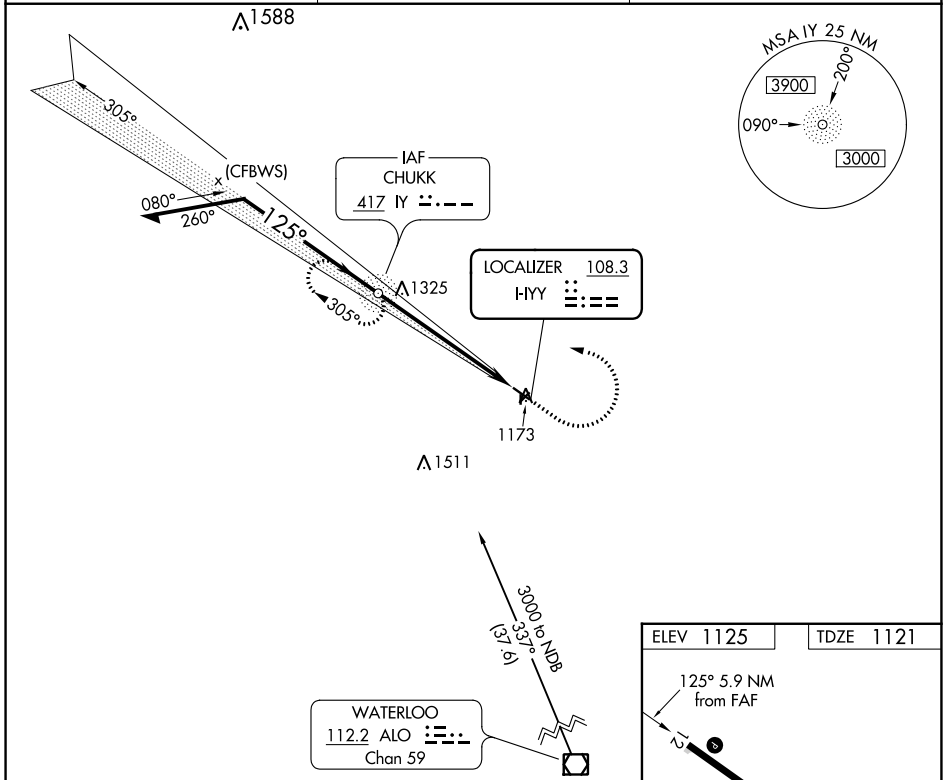 1588
MSA IY 25 NM
3900
200°
090°
3000
305°
(CFBWS)
080°
260°
125°
IAF
CHUKK
417 IY
1325
305°
LOCALIZER 108.3
I-IYY
1173
1511
3000 to NDB
337°
(37.6)
WATERLOO
112.2 ALO
Chan 59
ELEV 1125
TDZE 1121
125° 5.9 NM
from FAF
12
P